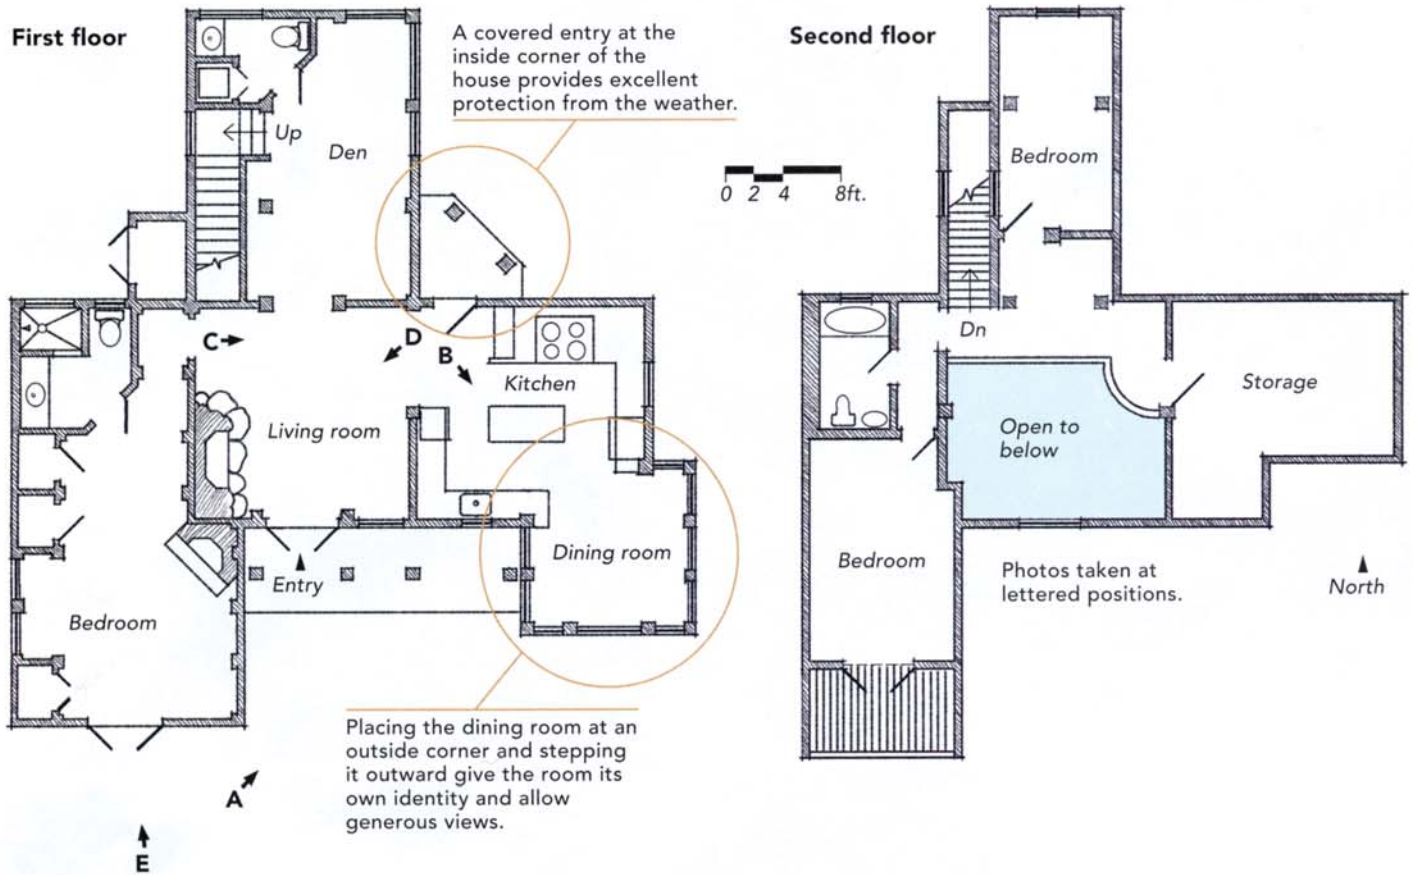 First floor
A covered entry at the
inside corner of the
house provides excellent
protection from the weather.
Second floor
Up
Den
0 2 4 8ft.
Bedroom
C
D
B
Kitchen
Living room
Dn
Storage
Open to
below
Dining room
Entry
Bedroom
Bedroom
Photos taken at
lettered positions.
North
Placing the dining room at an
outside corner and stepping
it outward give the room its
own identity and allow
generous views.
A
E